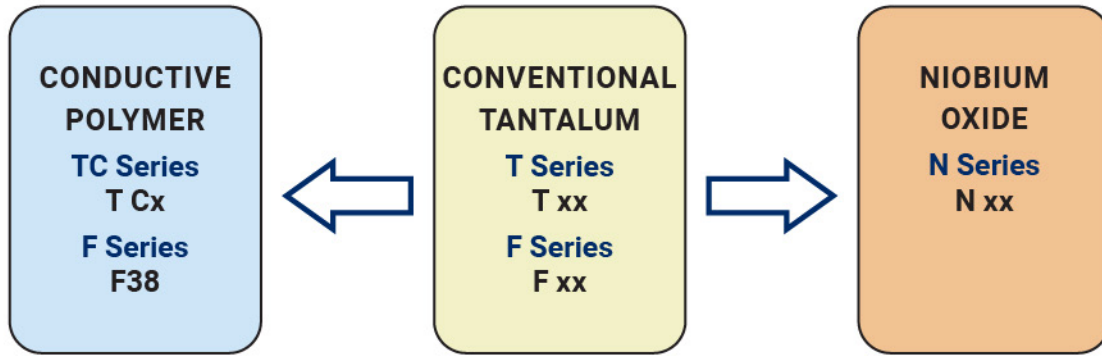 CONDUCTIVE
POLYMER
TC Series
T Cx
F Series
F38
CONVENTIONAL
TANTALUM
T Series
T xx
F Series
F xx
NIOBIUM
OXIDE
N Series
N xx